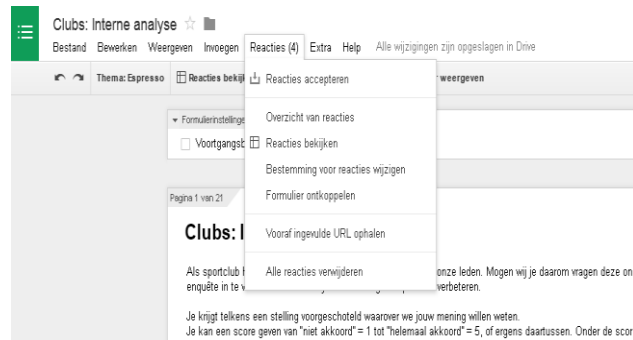 Clubs: Interne analyse
Bestand Bewerken Weergeven Invoegen Reacties (4) Extra Help Alle wijzigingen zijn opgeslagen in Drive
Thema: Espresso Reacties bekij weergeven
Reacties accepteren
Formulierinstellinge
Overzicht van reacties
Voortgangsb
Reacties bekijken
Bestemming voor reacties wijzigen
Formulier ontkoppelen
Pagina 1 van 21
Clubs: I
Vooraf ingevulde URL ophalen
Alle reacties verwijderen
Als sportclub onze leden. Mogen wij je daarom vragen deze on
enquête in te v verbeteren.
Je krijgt telkens een stelling voorgeschoteld waarover we jouw mening willen weten.
Je kan een score geven van "niet akkoord" = 1 tot "helemaal akkoord" = 5, of ergens daartussen. Onder de scor